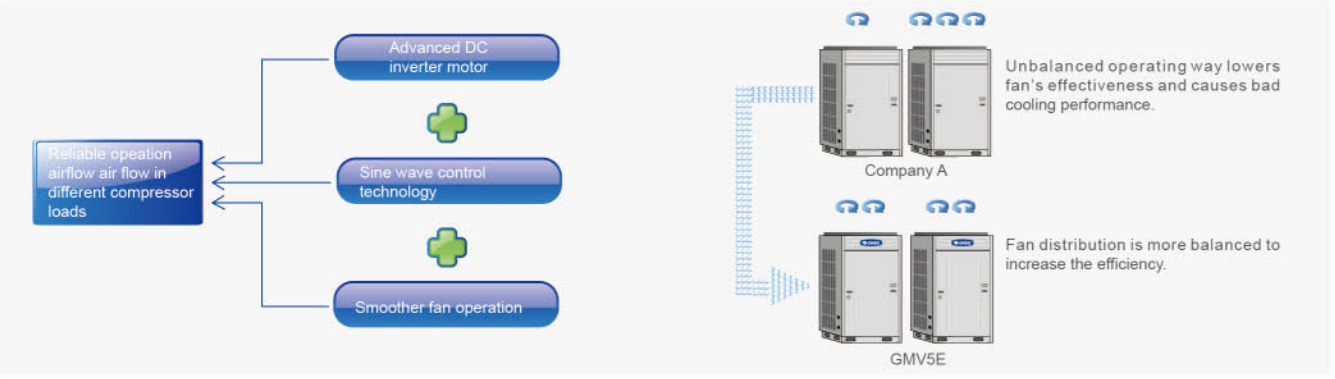 Advanced DC
inverter motor
Reliable opeation
airflow air flow in
different compressor
loads
Sine wave control
technology
Smoother fan operation
Unbalanced operating way lowers
fan's effectiveness and causes bad
cooling performance.
Company A
GREE
GREE
Fan distribution is more balanced to
increase the efficiency.
GMV5E